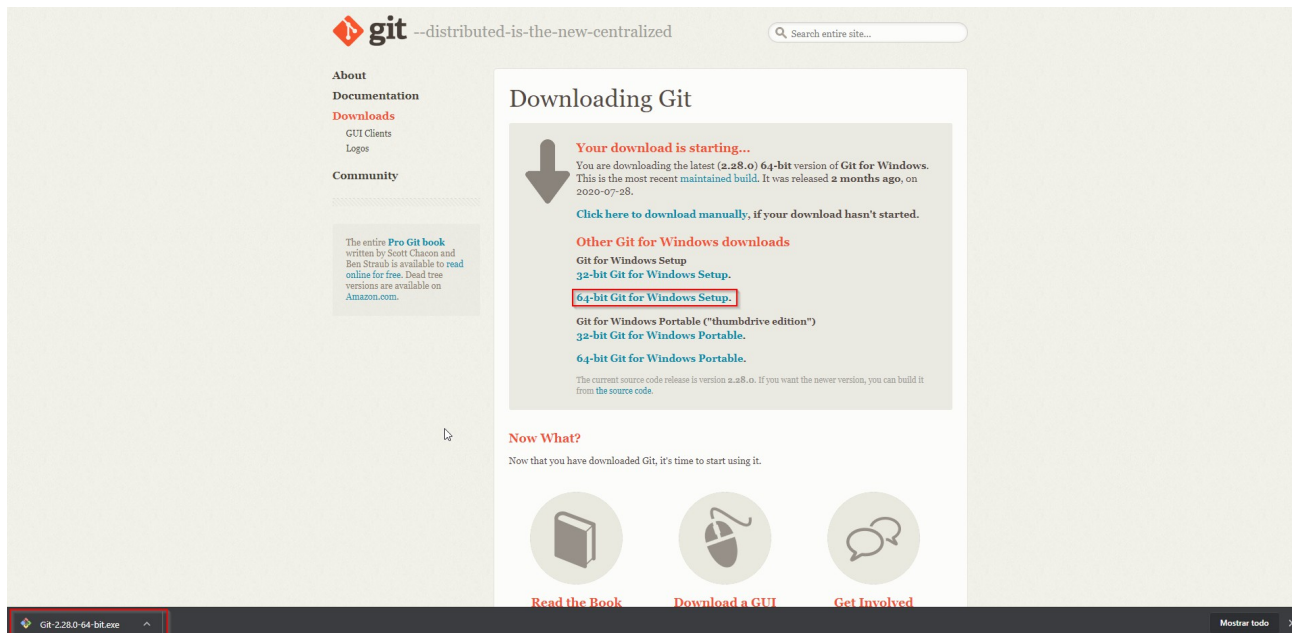 git --distributed-is-the-new-centralized
Search entire site...
About
Documentation
Downloads
GUI Clients
Logos
Community
The entire Pro Git book
written by Scott Chacon and
Ben Straub is available to read
online for free. Dead tree
versions are available on
Amazon.com.
Downloading Git
Your download is starting...
You are downloading the latest (2.28.0) 64-bit version of Git for Windows.
This is the most recent maintained build. It was released 2 months ago, on
2020-07-28.
Click here to download manually, if your download hasn't started.
Other Git for Windows downloads
Git for Windows Setup
32-bit Git for Windows Setup.
64-bit Git for Windows Setup.
Git for Windows Portable ("thumbdrive edition")
32-bit Git for Windows Portable.
64-bit Git for Windows Portable.
The current source code release is version 2.28.0. If you want the newer version, you can build it
from the source code.
Now What?
Now that you have downloaded Git, it's time to start using it.
Read the Book
Download a GUI
Get Involved
Git-2.28.0-64-bit.exe
Mostrar todo